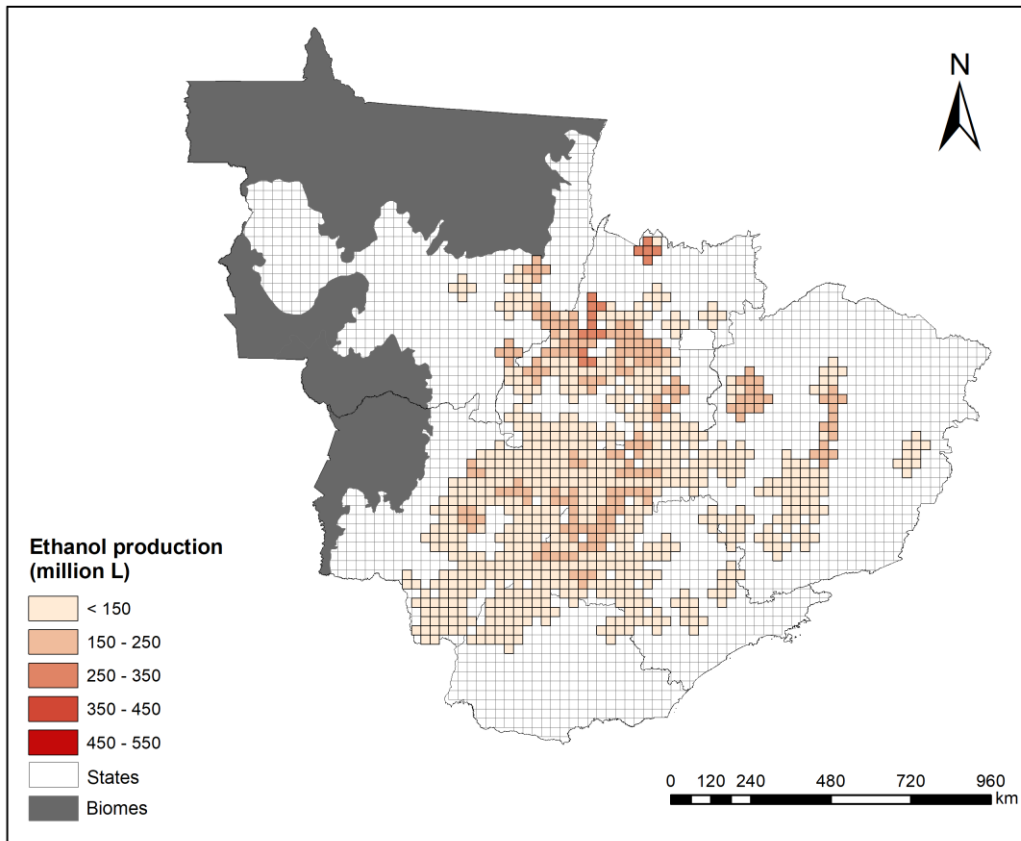 N
Ethanol production
(million L)
< 150
150 - 250
250 - 350
350 - 450
450 - 550
States
Biomes
0 120 240 480 720 960
km